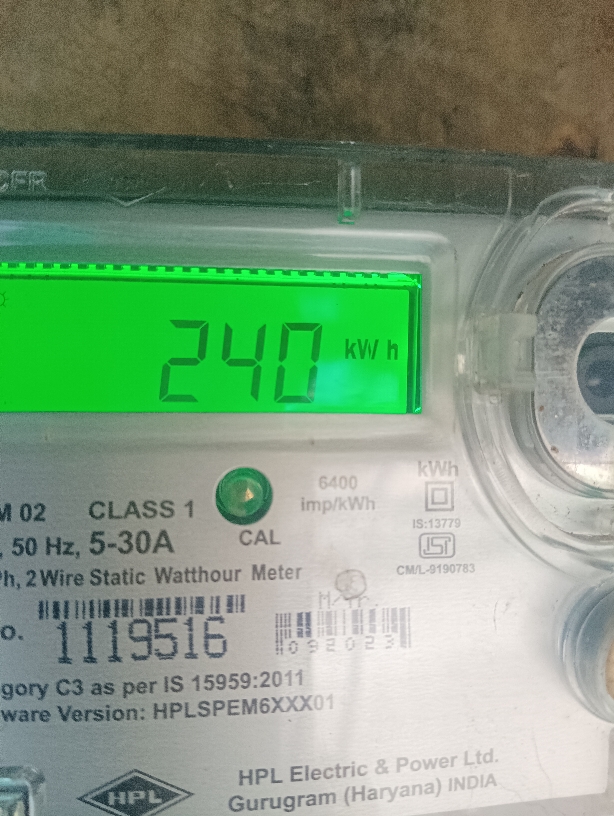 240 kWh
M 02 CLASS 1
6400
imp/kWh
kWh
IS:13779
ISI
CM/L-9190783
, 50 Hz, 5-30A
CAL
Ph, 2 Wire Static Watthour Meter
M.Yr.
o. 1119516
092023
gory C3 as per IS 15959:2011
ware Version: HPLSPEM6XXX01
HPL
HPL Electric & Power Ltd.
Gurugram (Haryana) INDIA